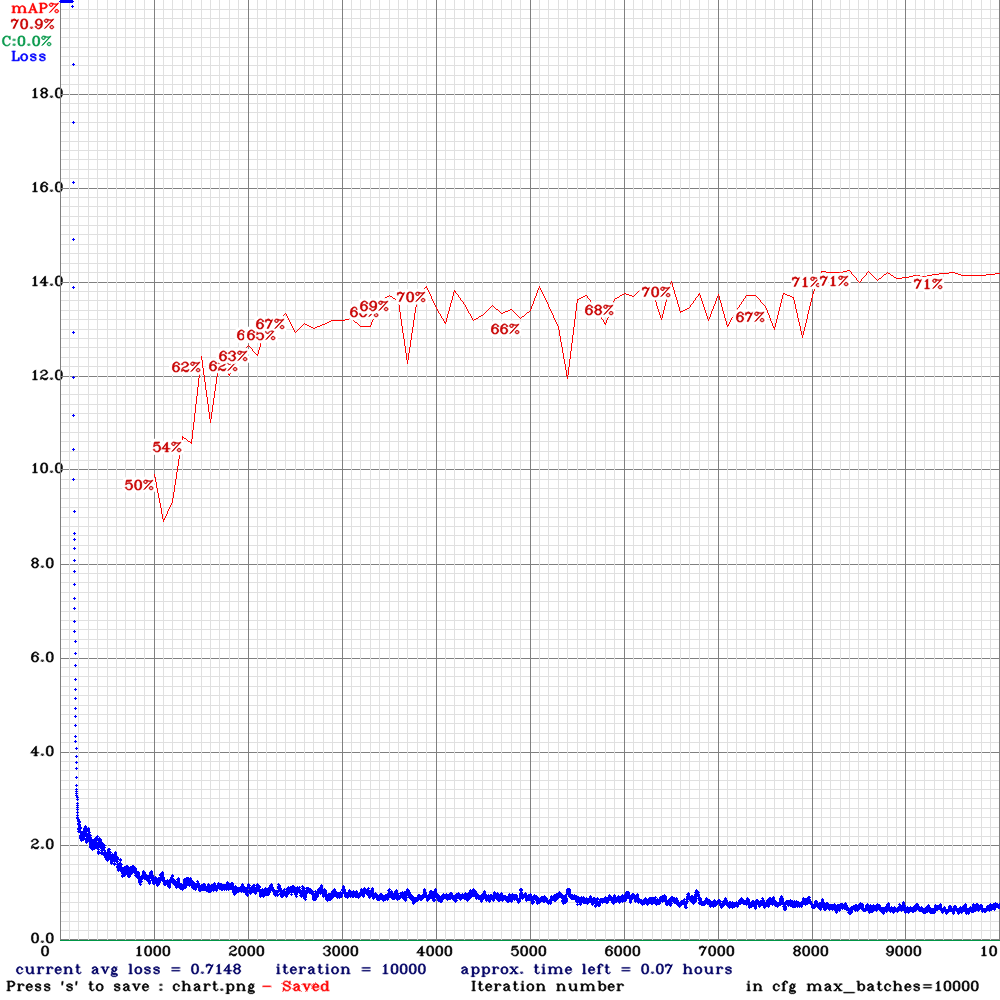 mAP%
70.9%
C:0.0%
Loss
18.0
16.0
14.0
71% 71% 71%
70% 69% 70%
67% 68% 67%
65% 66%
63%
62%
12.0
54%
10.0
50%
8.0
6.0
4.0
2.0
0.0
0 1000 2000 3000 4000 5000 6000 7000 8000 9000 10
current avg loss = 0.7148 iteration = 10000 approx. time left = 0.07 hours
Press 's' to save : chart.png - Saved Iteration number in cfg max_batches=10000